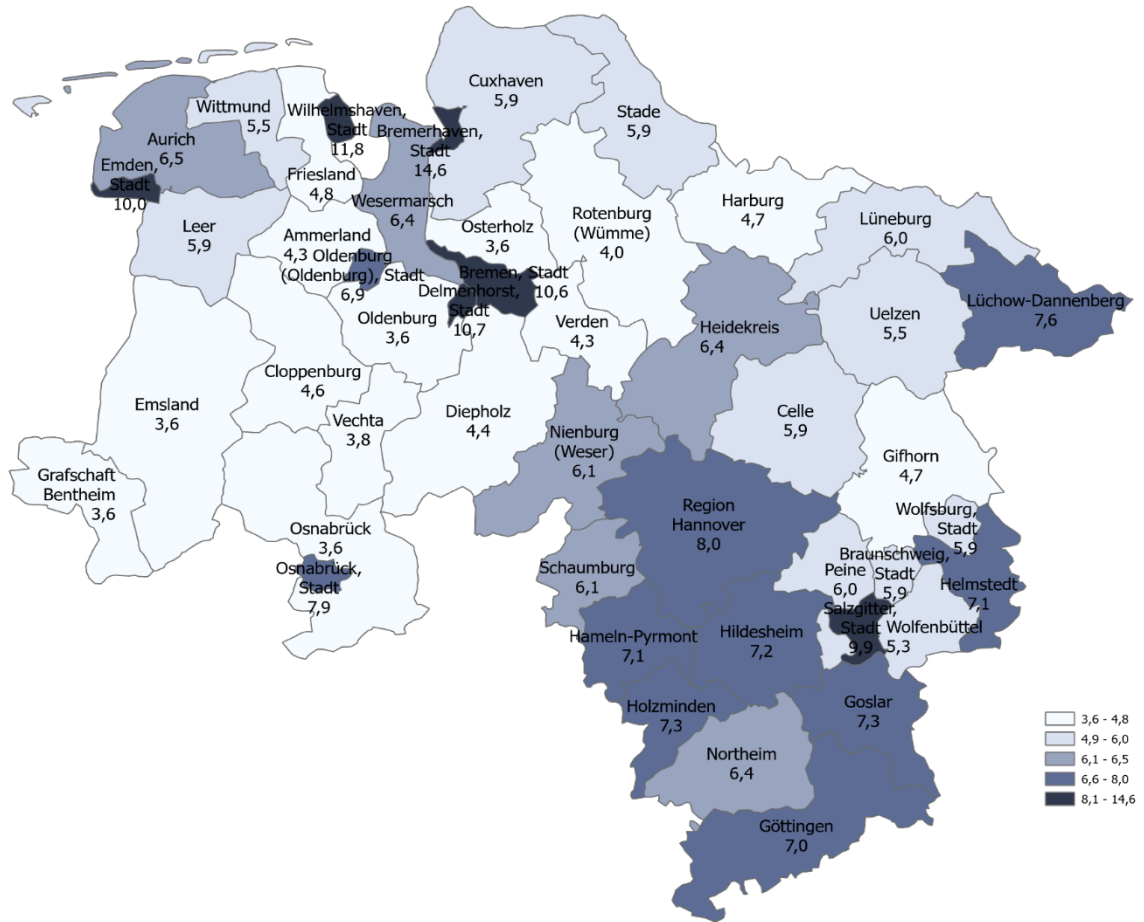 Cuxhaven
5,9
Stade
5,9
Wittmund
5,5
Wilhelmshaven,
Stadt
11,8
Bremerhaven,
Stadt
14,6
Aurich
6,5
Emden,
Stadt
10,0
Friesland
4,8
Wesermarsch
6,4
Harburg
4,7
Lüneburg
6,0
Rotenburg
(Wümme)
4,0
Osterholz
3,6
Leer
5,9
Ammerland
4,3
Oldenburg
(Oldenburg), Stadt
6,9
Bremen, Stadt
10,6
Delmenhorst,
Stadt
10,7
Lüchow-Dannenberg
7,6
Uelzen
5,5
Oldenburg
3,6
Verden
4,3
Heidekreis
6,4
Cloppenburg
4,6
Emsland
3,6
Vechta
3,8
Diepholz
4,4
Celle
5,9
Nienburg
(Weser)
6,1
Gifhorn
4,7
Grafschaft
Bentheim
3,6
Region
Hannover
8,0
Wolfsburg,
Stadt
5,9
Osnabrück
3,6
Osnabrück,
Stadt
7,9
Schaumburg
6,1
Peine
6,0
Braunschweig,
Stadt
5,9
Helmstedt
7,1
Salzgitter,
Stadt
9,9
Wolfenbüttel
5,3
Hameln-Pyrmont
7,1
Hildesheim
7,2
Holzminden
7,3
Goslar
7,3
Northeim
6,4
Göttingen
7,0
3,6 - 4,8
4,9 - 6,0
6,1 - 6,5
6,6 - 8,0
8,1 - 14,6